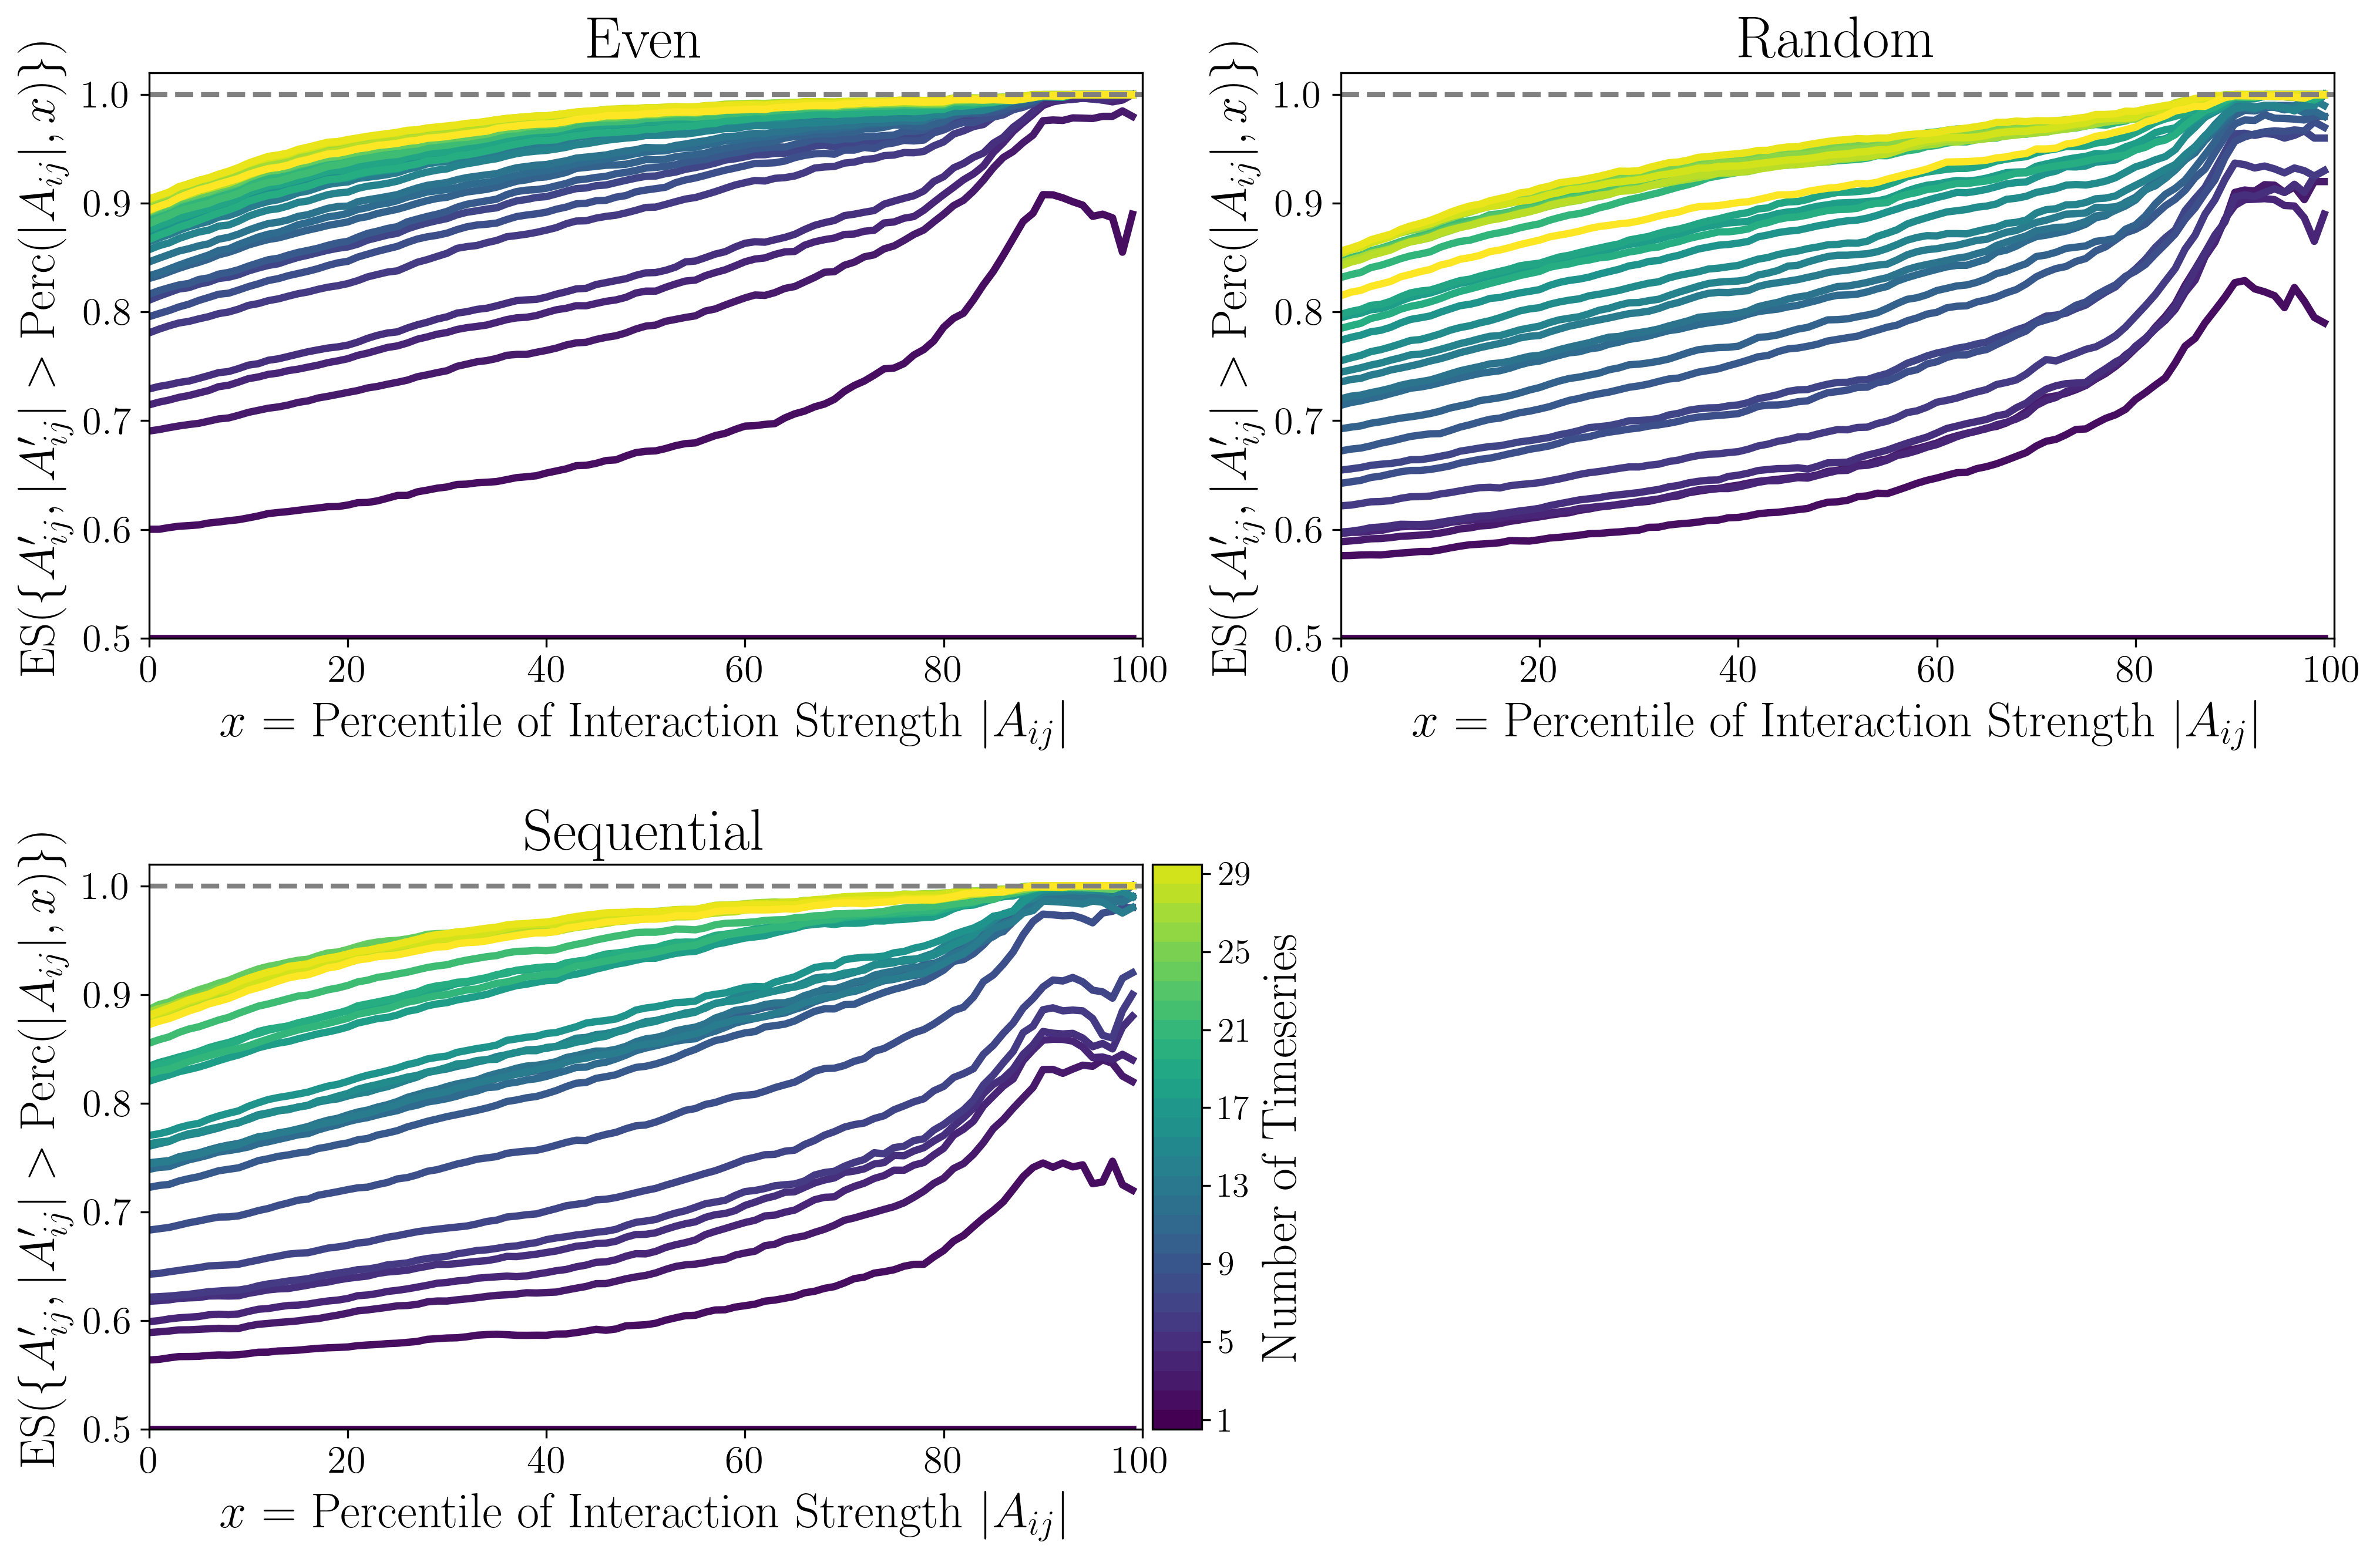 Even
ES({A′ij, |A′ij| > Perc(|Aij|, x)})
1.0
0.9
0.8
0.7
0.6
0.5
0 20 40 60 80 100
x = Percentile of Interaction Strength |Aij|
Random
ES({A′ij, |A′ij| > Perc(|Aij|, x)})
1.0
0.9
0.8
0.7
0.6
0.5
0 20 40 60 80 100
x = Percentile of Interaction Strength |Aij|
Sequential
ES({A′ij, |A′ij| > Perc(|Aij|, x)})
1.0
0.9
0.8
0.7
0.6
0.5
0 20 40 60 80 100
x = Percentile of Interaction Strength |Aij|
29
25
21
17
13
9
5
1
Number of Timeseries